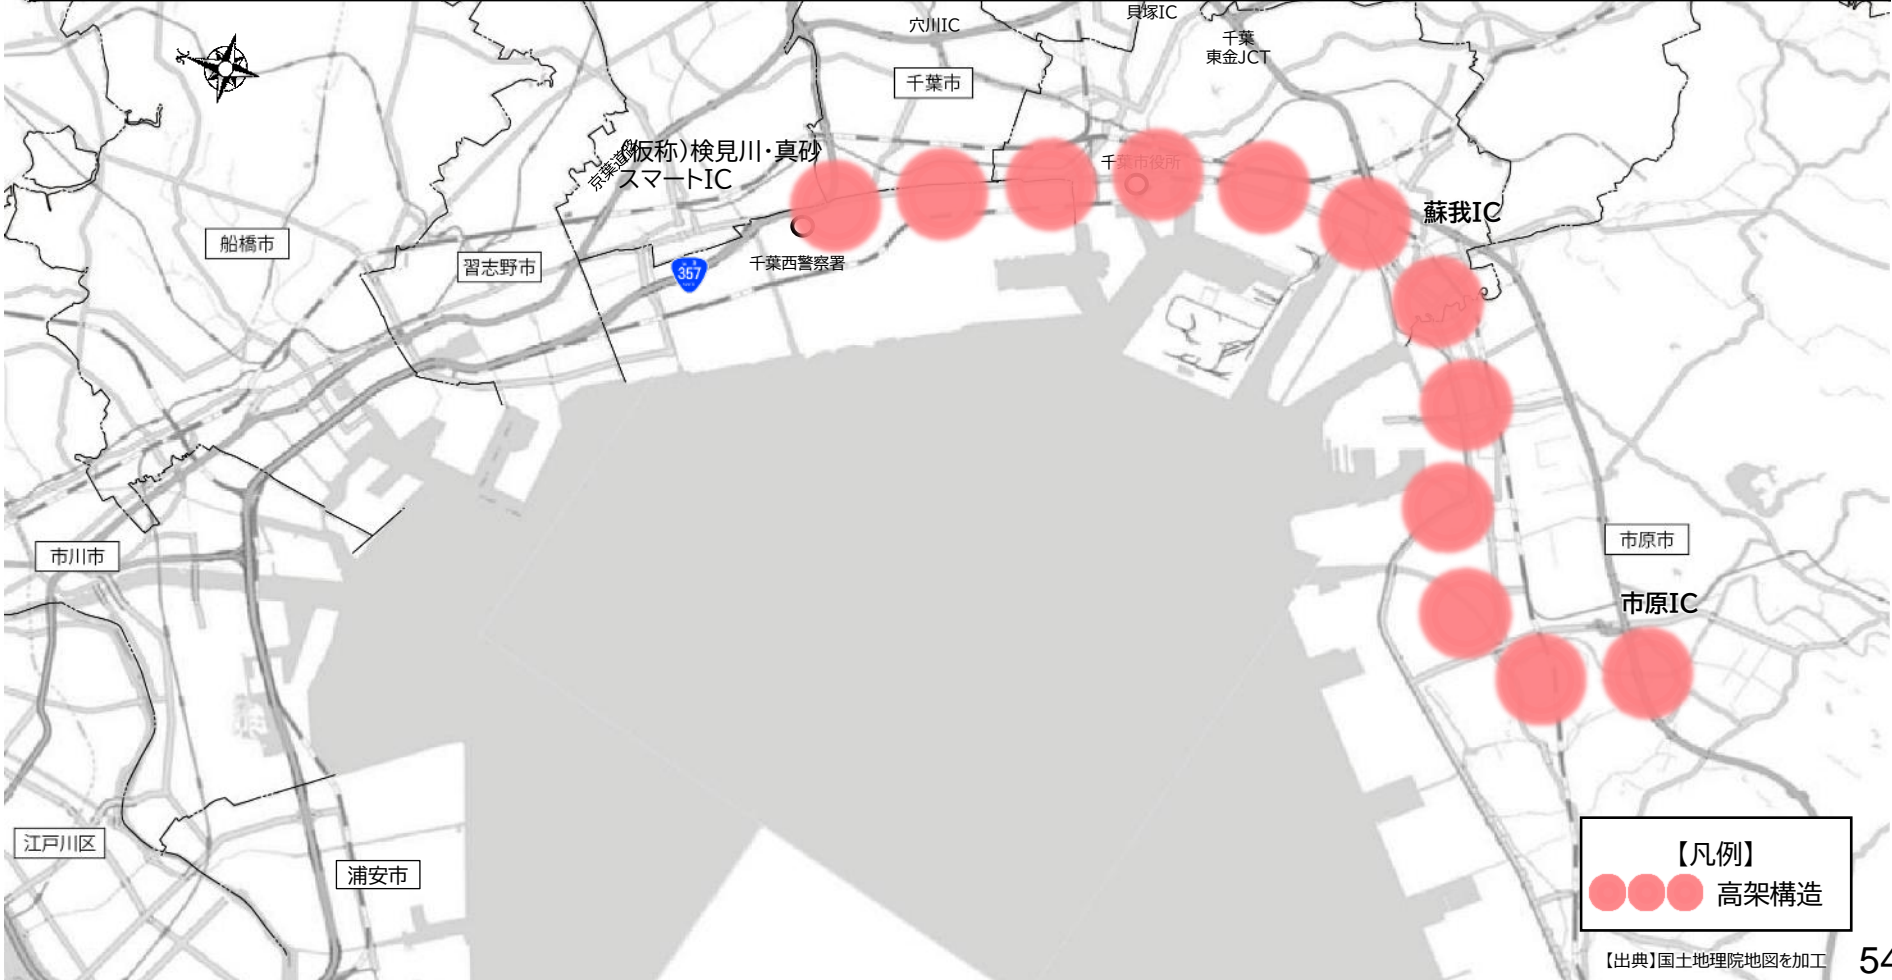 貝塚IC
穴川IC
千葉
東金JCT
千葉市
(仮称)検見川・真砂
スマートIC
京葉道路
千葉市役所
蘇我IC
船橋市
習志野市
357
千葉西警察署
市川市
市原市
市原IC
江戸川区
浦安市
【凡例】
高架構造
【出典】国土地理院地図を加工
54